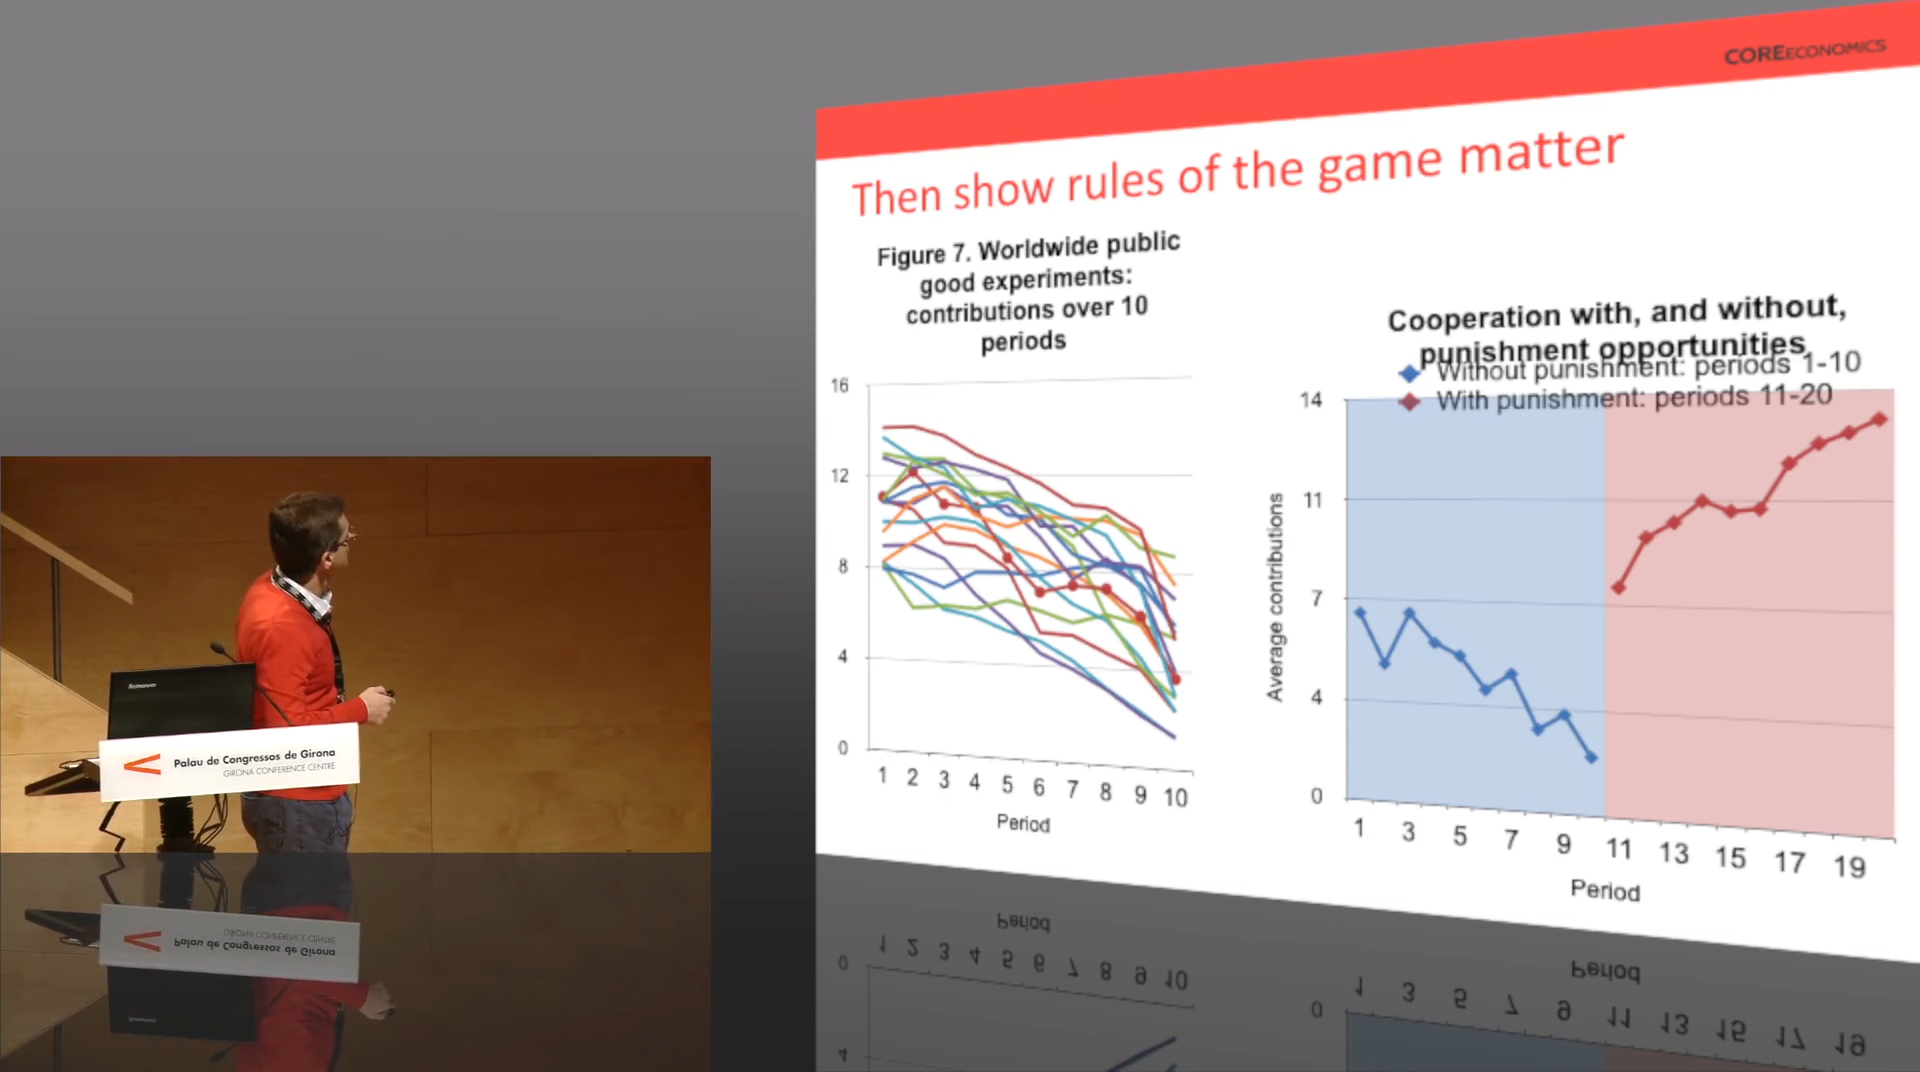 COREECONOMICS
Then show rules of the game matter
Figure 7. Worldwide public
good experiments:
contributions over 10
periods
16
12
8
4
0
1 2 3 4 5 6 7 8 9 10
Period
Cooperation with, and without,
punishment opportunities
Without punishment: periods 1-10
With punishment: periods 11-20
14
11
7
4
0
Average contributions
1 3 5 7 9 11 13 15 17 19
Period
lenovo
Palau de Congressos de Girona
GIRONA CONFERENCE CENTRE